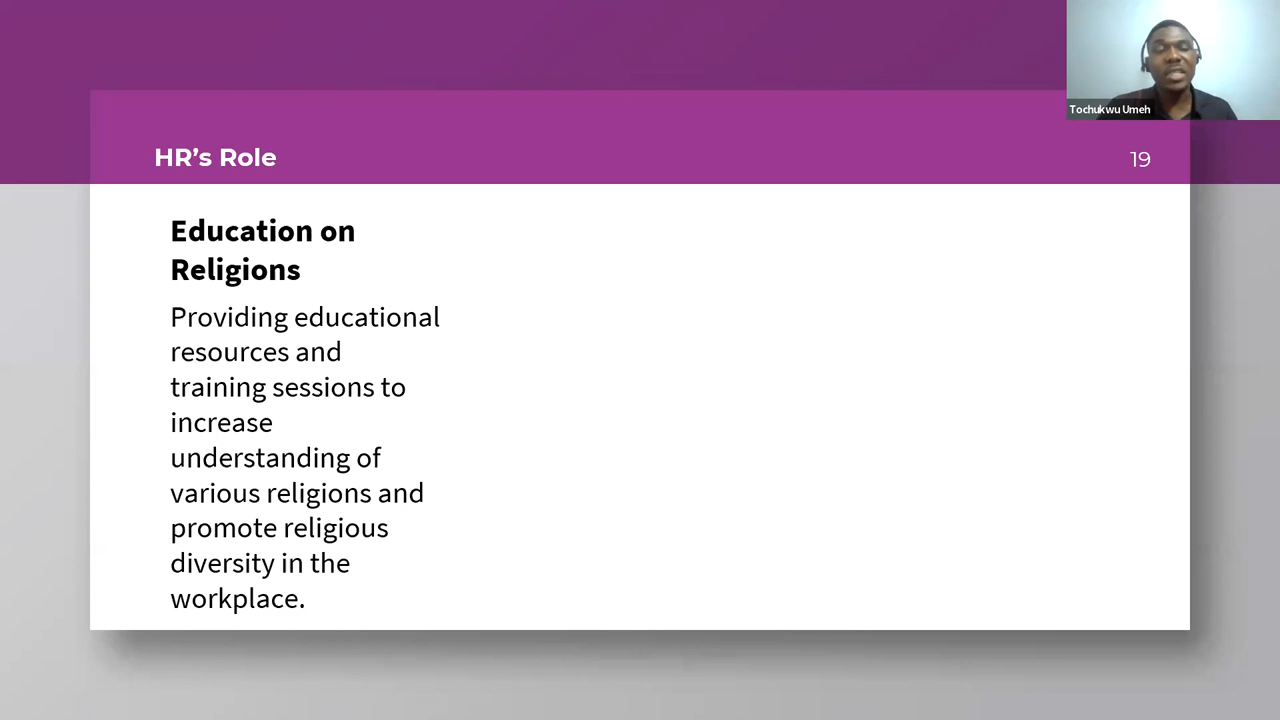 Tochukwu Umeh
HR’s Role
19
Education on
Religions
Providing educational
resources and
training sessions to
increase
understanding of
various religions and
promote religious
diversity in the
workplace.